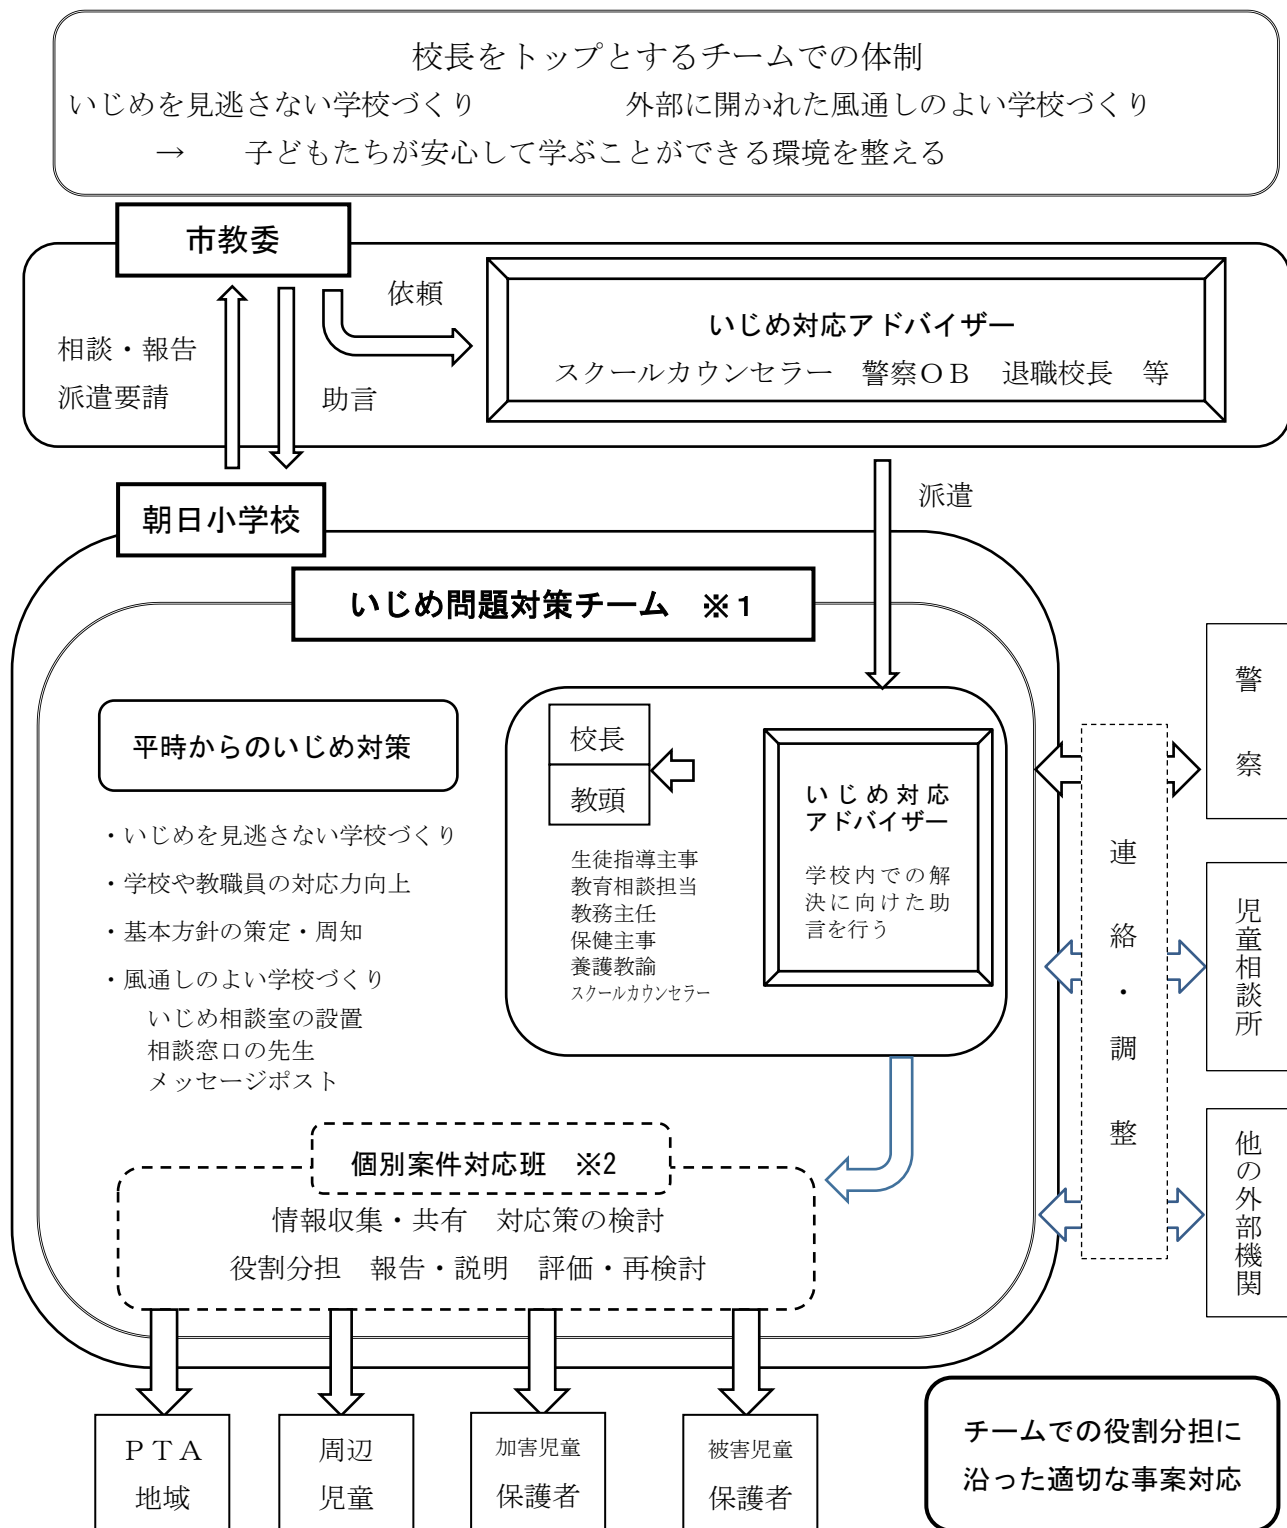 校長をトップとするチームでの体制
いじめを見逃さない学校づくり　　外部に開かれた風通しのよい学校づくり
→　子どもたちが安心して学ぶことができる環境を整える
市教委
依頼
相談・報告
派遣要請
助言
いじめ対応アドバイザー
スクールカウンセラー　警察ＯＢ　退職校長　等
派遣
朝日小学校
いじめ問題対策チーム　※１
平時からのいじめ対策
・いじめを見逃さない学校づくり
・学校や教職員の対応力向上
・基本方針の策定・周知
・風通しのよい学校づくり
いじめ相談室の設置
相談窓口の先生
メッセージポスト
校長
教頭
生徒指導主事
教育相談担当
教務主任
保健主事
養護教諭
スクールカウンセラー
いじめ対応
アドバイザー
学校内での解
決に向けた助
言を行う
連絡・調整
警察
児童相談所
他の外部機関
個別案件対応班　※2
情報収集・共有　対応策の検討
役割分担　報告・説明　評価・再検討
ＰＴＡ
地域
周辺
児童
加害児童
保護者
被害児童
保護者
チームでの役割分担に
沿った適切な事案対応